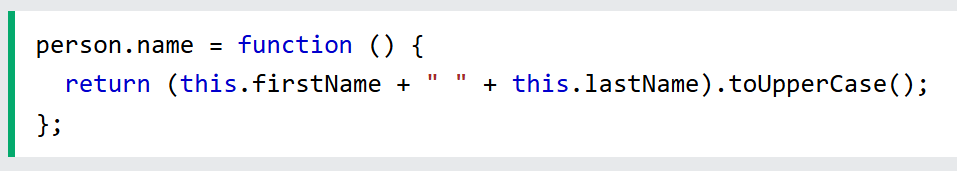 person.name = function () {
  return (this.firstName + " " + this.lastName).toUpperCase();
};